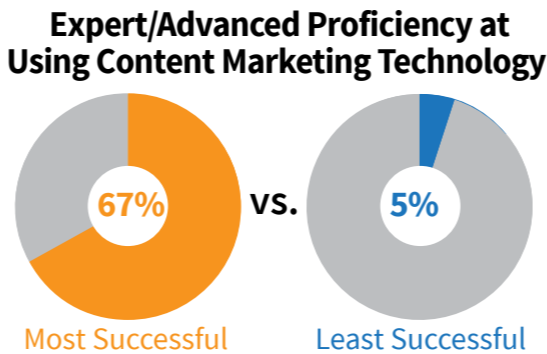 Expert/Advanced Proficiency at
Using Content Marketing Technology
67%
vs.
5%
Most Successful
Least Successful